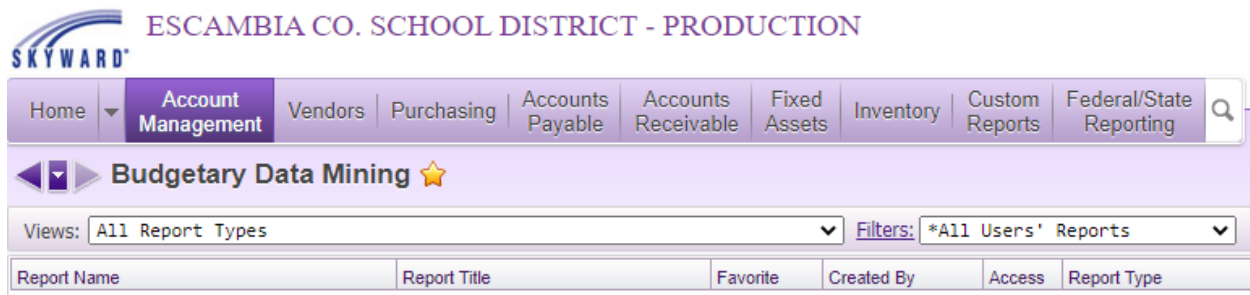 ESCAMBIA CO. SCHOOL DISTRICT - PRODUCTION
SKYWARD®
Home Account Management Vendors Purchasing Accounts Payable Accounts Receivable Fixed Assets Inventory Custom Reports Federal/State Reporting
Budgetary Data Mining
Views: All Report Types Filters: *All Users' Reports
Report Name Report Title Favorite Created By Access Report Type